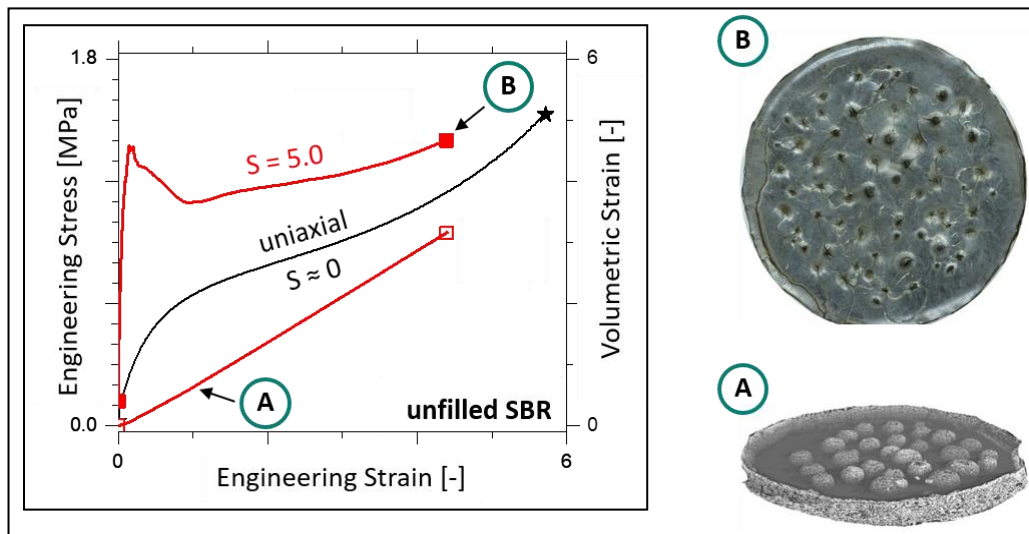 1.8
6
B
S = 5.0
uniaxial
S ≈ 0
A
unfilled SBR
0.0
0
0
6
Engineering Stress [MPa]
Engineering Strain [-]
Volumetric Strain [-]
B
A